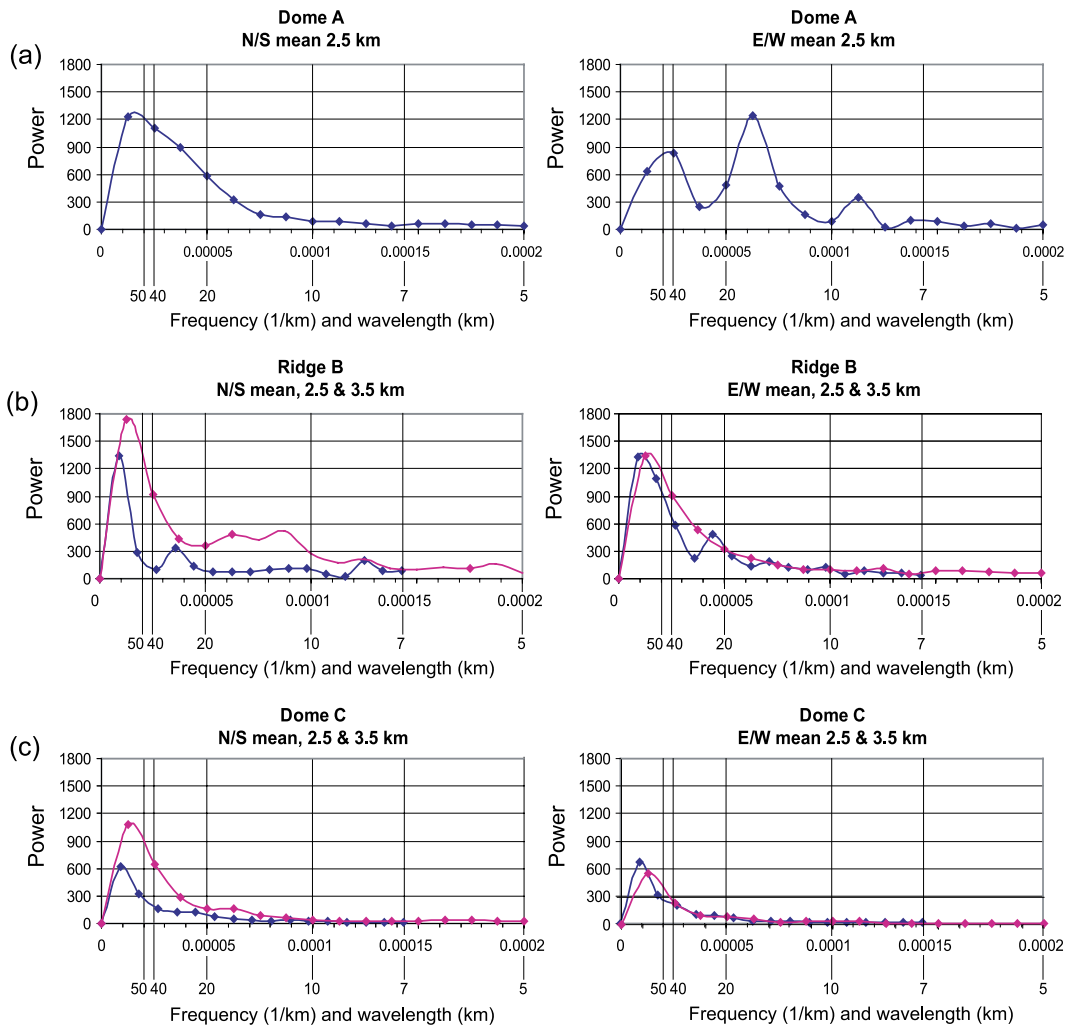 (a)
Dome A
N/S mean 2.5 km
Power
1800
1500
1200
900
600
300
0
0 0.00005 0.0001 0.00015 0.0002
50 40 20 10 7 5
Frequency (1/km) and wavelength (km)
Dome A
E/W mean 2.5 km
Power
1800
1500
1200
900
600
300
0
0 0.00005 0.0001 0.00015 0.0002
50 40 20 10 7 5
Frequency (1/km) and wavelength (km)
(b)
Ridge B
N/S mean, 2.5 & 3.5 km
Power
1800
1500
1200
900
600
300
0
0 0.00005 0.0001 0.00015 0.0002
50 40 20 10 7 5
Frequency (1/km) and wavelength (km)
Ridge B
E/W mean, 2.5 & 3.5 km
Power
1800
1500
1200
900
600
300
0
0 0.00005 0.0001 0.00015 0.0002
50 40 20 10 7 5
Frequency (1/km) and wavelength (km)
(c)
Dome C
N/S mean, 2.5 & 3.5 km
Power
1800
1500
1200
900
600
300
0
0 0.00005 0.0001 0.00015 0.0002
50 40 20 10 7 5
Frequency (1/km) and wavelength (km)
Dome C
E/W mean 2.5 & 3.5 km
Power
1800
1500
1200
900
600
300
0
0 0.00005 0.0001 0.00015 0.0002
50 40 20 10 7 5
Frequency (1/km) and wavelength (km)